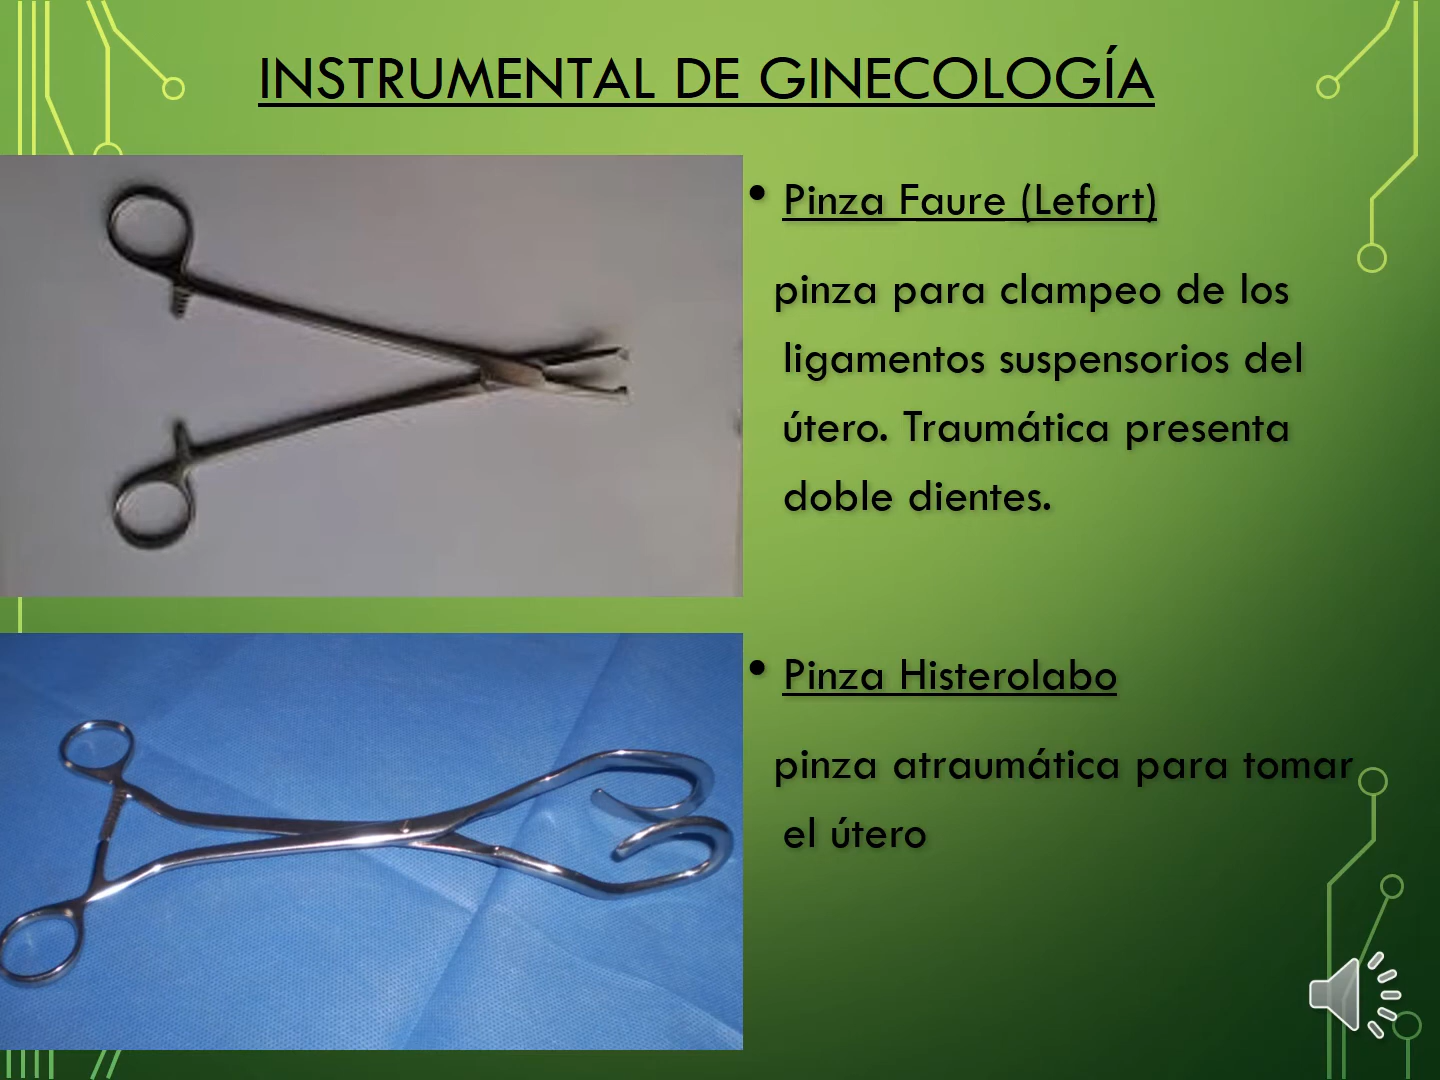 INSTRUMENTAL DE GINECOLOGÍA
• Pinza Faure (Lefort)
pinza para clampeo de los
ligamentos suspensorios del
útero. Traumática presenta
doble dientes.
• Pinza Histerolabo
pinza atraumática para tomar
el útero